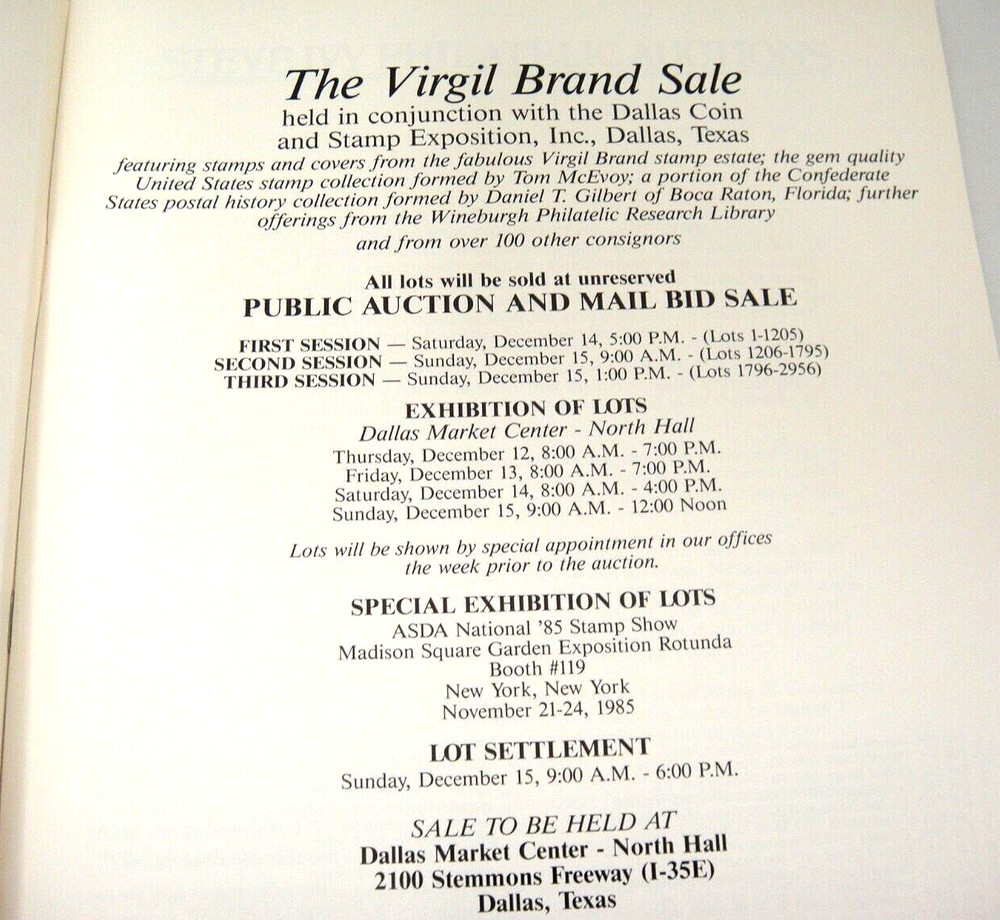 The Virgil Brand Sale
held in conjunction with the Dallas Coin
and Stamp Exposition, Inc., Dallas, Texas
featuring stamps and covers from the fabulous Virgil Brand stamp estate; the gem quality
United States stamp collection formed by Tom McEvoy; a portion of the Confederate
States postal history collection formed by Daniel T. Gilbert of Boca Raton, Florida; further
offerings from the Wineburgh Philatelic Research Library
and from over 100 other consignors
All lots will be sold at unreserved
PUBLIC AUCTION AND MAIL BID SALE
FIRST SESSION — Saturday, December 14, 5:00 P.M. - (Lots 1-1205)
SECOND SESSION — Sunday, December 15, 9:00 A.M. - (Lots 1206-1795)
THIRD SESSION — Sunday, December 15, 1:00 P.M. - (Lots 1796-2956)
EXHIBITION OF LOTS
Dallas Market Center - North Hall
Thursday, December 12, 8:00 A.M. - 7:00 P.M.
Friday, December 13, 8:00 A.M. - 7:00 P.M.
Saturday, December 14, 8:00 A.M. - 4:00 P.M.
Sunday, December 15, 9:00 A.M. - 12:00 Noon
Lots will be shown by special appointment in our offices
the week prior to the auction.
SPECIAL EXHIBITION OF LOTS
ASDA National '85 Stamp Show
Madison Square Garden Exposition Rotunda
Booth #119
New York, New York
November 21-24, 1985
LOT SETTLEMENT
Sunday, December 15, 9:00 A.M. - 6:00 P.M.
SALE TO BE HELD AT
Dallas Market Center - North Hall
2100 Stemmons Freeway (I-35E)
Dallas, Texas